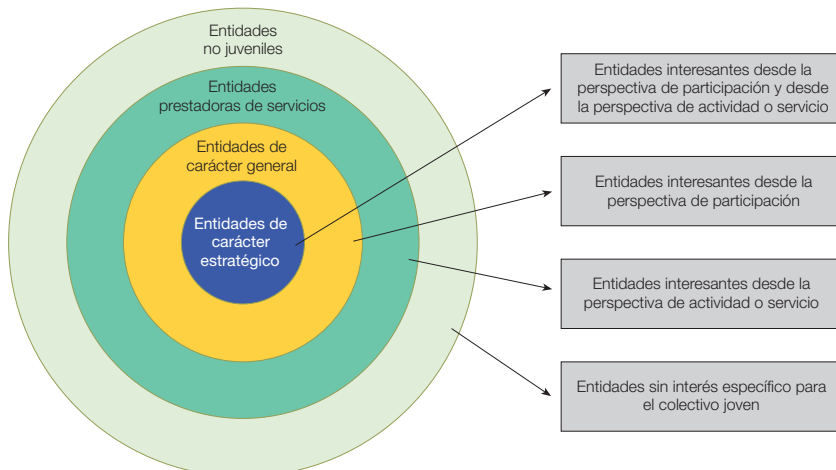 Entidades
no juveniles
Entidades
prestadoras de servicios
Entidades de
carácter general
Entidades de
carácter
estratégico
Entidades interesantes desde la
perspectiva de participación y desde
la perspectiva de actividad o servicio
Entidades interesantes desde la
perspectiva de participación
Entidades interesantes desde la
perspectiva de actividad o servicio
Entidades sin interés específico para
el colectivo joven